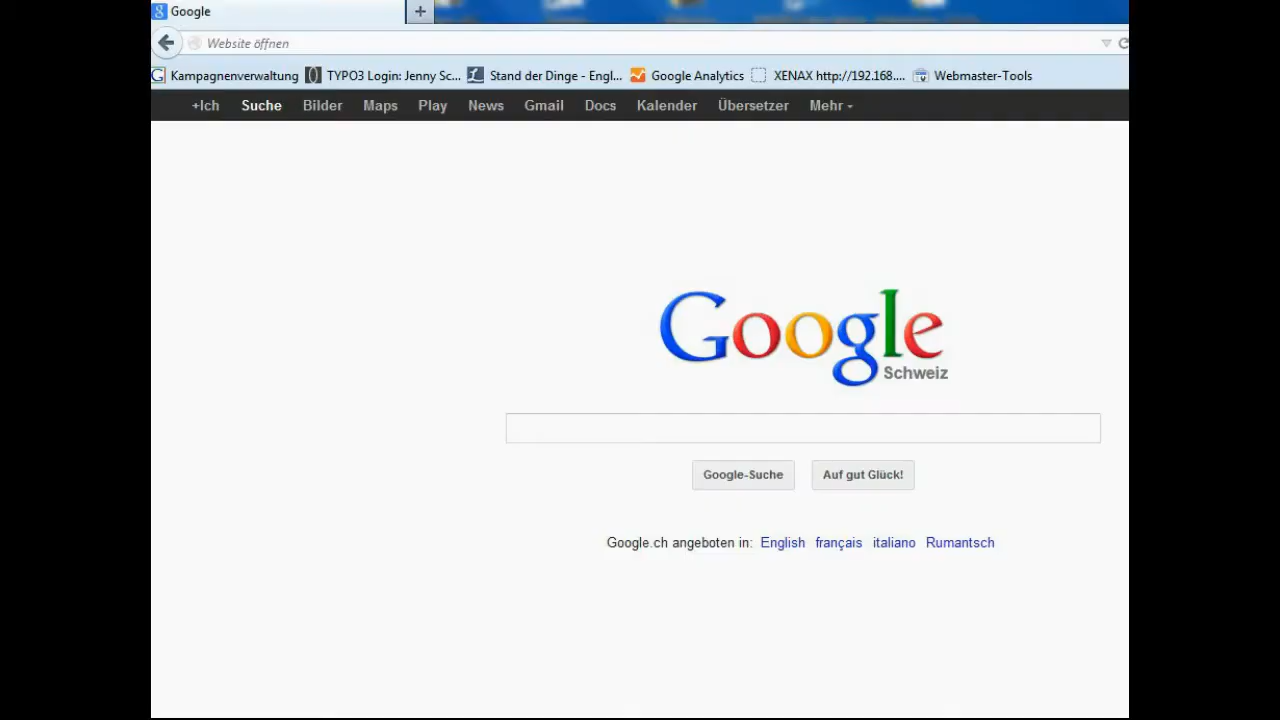 Google
Website öffnen
Kampagnenverwaltung TYPO3 Login: Jenny Sc... Stand der Dinge - Engl... Google Analytics XENAX http://192.168.... Webmaster-Tools
+Ich Suche Bilder Maps Play News Gmail Docs Kalender Übersetzer Mehr
Google
Schweiz
Google-Suche Auf gut Glück!
Google.ch angeboten in: English français italiano Rumantsch